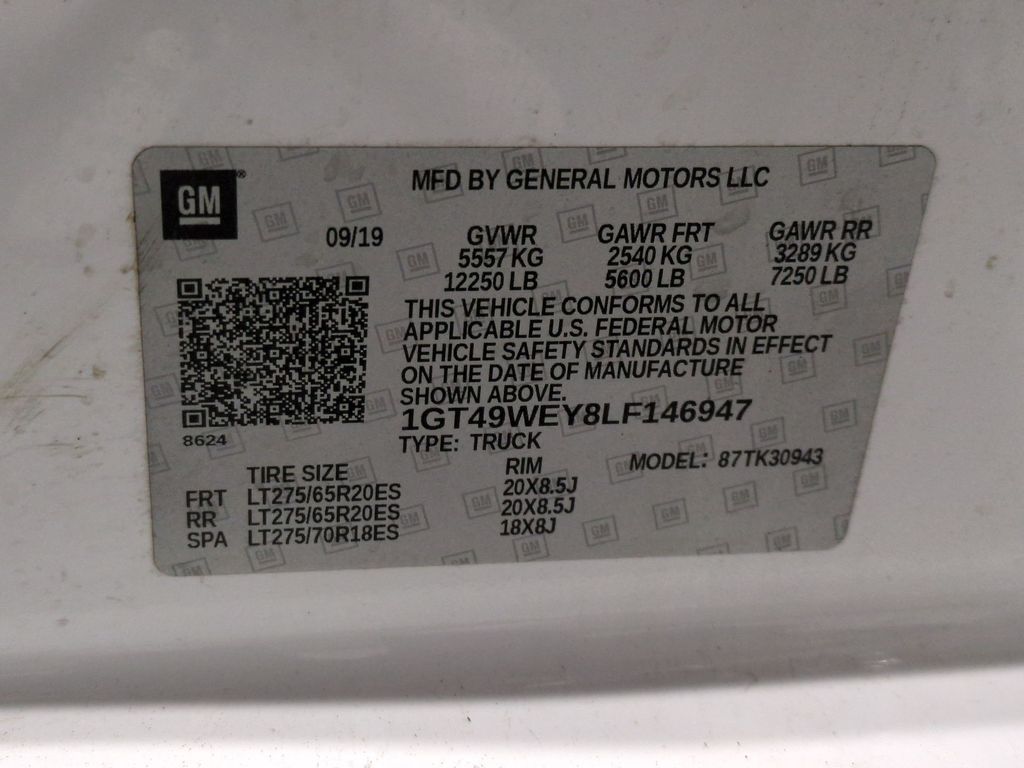 GM®
MFD BY GENERAL MOTORS LLC
09/19
GVWR GAWR FRT GAWR RR
5557 KG 2540 KG 3289 KG
12250 LB 5600 LB 7250 LB
THIS VEHICLE CONFORMS TO ALL
APPLICABLE U.S. FEDERAL MOTOR
VEHICLE SAFETY STANDARDS IN EFFECT
ON THE DATE OF MANUFACTURE
SHOWN ABOVE.
1GT49WEY8LF146947
8624
TYPE: TRUCK
MODEL: 87TK30943
TIRE SIZE RIM
FRT LT275/65R20ES 20X8.5J
RR LT275/65R20ES 20X8.5J
SPA LT275/70R18ES 18X8J